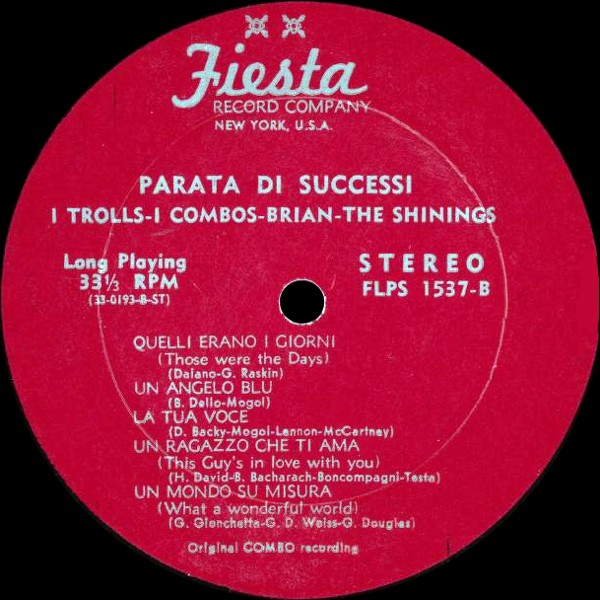 Fiesta
RECORD COMPANY
NEW YORK, U.S.A.
PARATA DI SUCCESSI
I TROLLS-I COMBOS-BRIAN-THE SHININGS
Long Playing
33⅓ RPM
(33-0193-B-ST)
STEREO
FLPS 1537-B
QUELLI ERANO I GIORNI
(Those were the Days)
(Daiano-G. Raskin)
UN ANGELO BLU
(B. Dello-Mogol)
LA TUA VOCE
(D. Backy-Mogol-Lennon-McCartney)
UN RAGAZZO CHE TI AMA
(This Guy's in love with you)
(H. David-B. Bacharach-Boncompagni-Testa)
UN MONDO SU MISURA
(What a wonderful world)
(G. Gionchetta-G. D. Weiss-G. Douglas)
Original COMBO recording